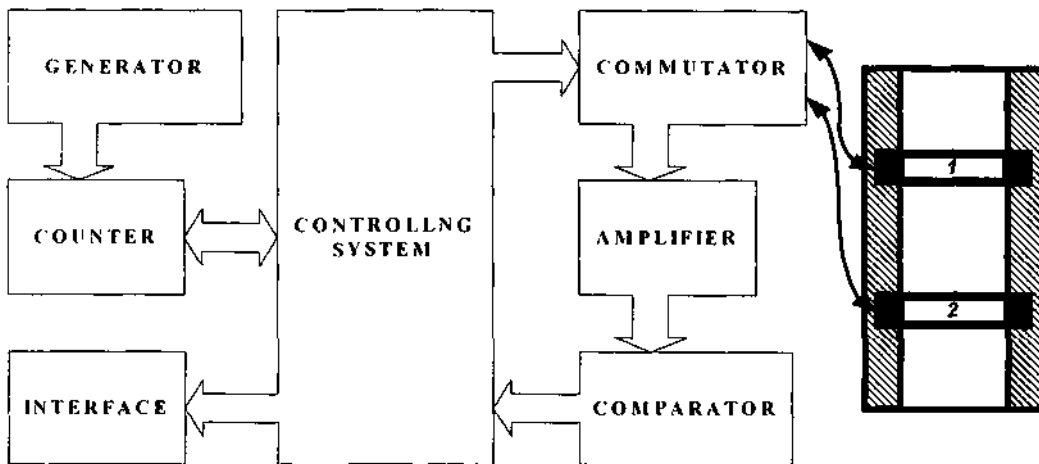 GENERATOR
COMMUTATOR
1
COUNTER
CONTROLLNG
SYSTEM
AMPLIFIER
2
INTERFACE
COMPARATOR